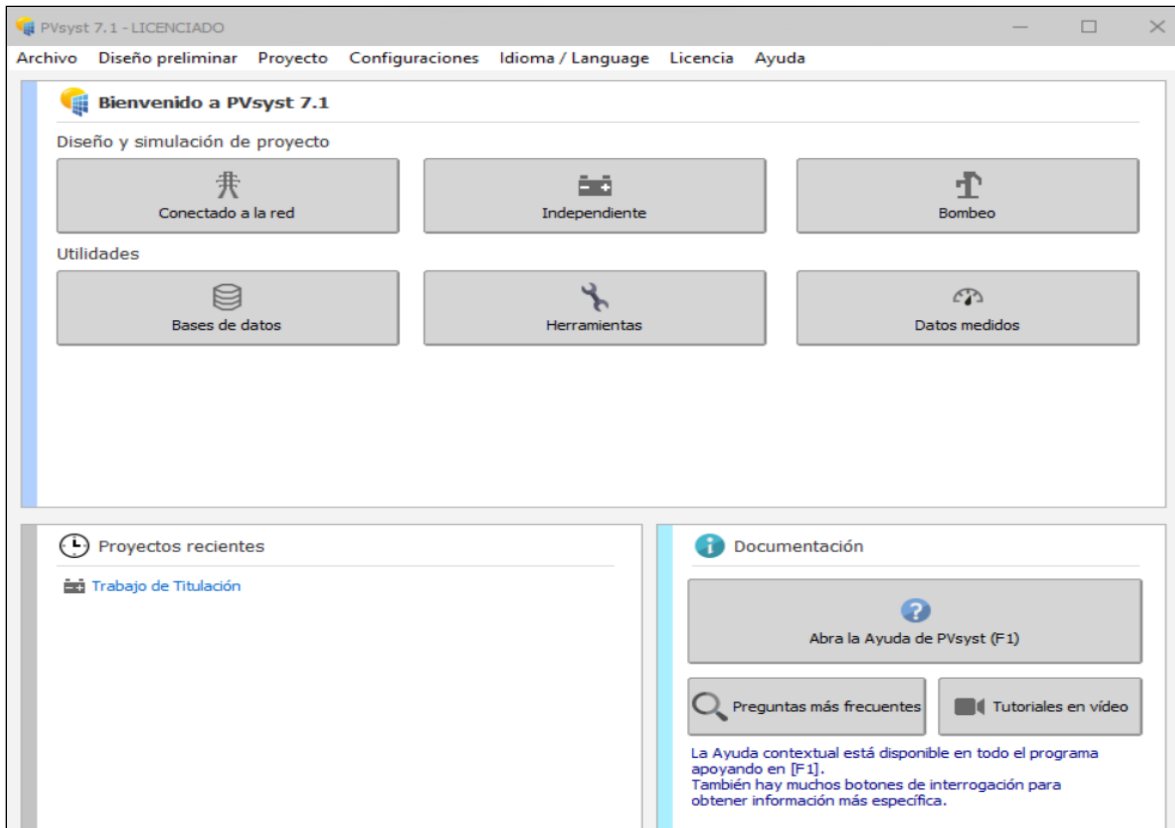 PVsyst 7.1 - LICENCIADO
Archivo Diseño preliminar Proyecto Configuraciones Idioma / Language Licencia Ayuda
Bienvenido a PVsyst 7.1
Diseño y simulación de proyecto
Conectado a la red
Independiente
Bombeo
Utilidades
Bases de datos
Herramientas
Datos medidos
Proyectos recientes
Trabajo de Titulación
Documentación
Abra la Ayuda de PVsyst (F1)
Preguntas más frecuentes
Tutoriales en vídeo
La Ayuda contextual está disponible en todo el programa
apoyando en [F1].
También hay muchos botones de interrogación para
obtener información más específica.